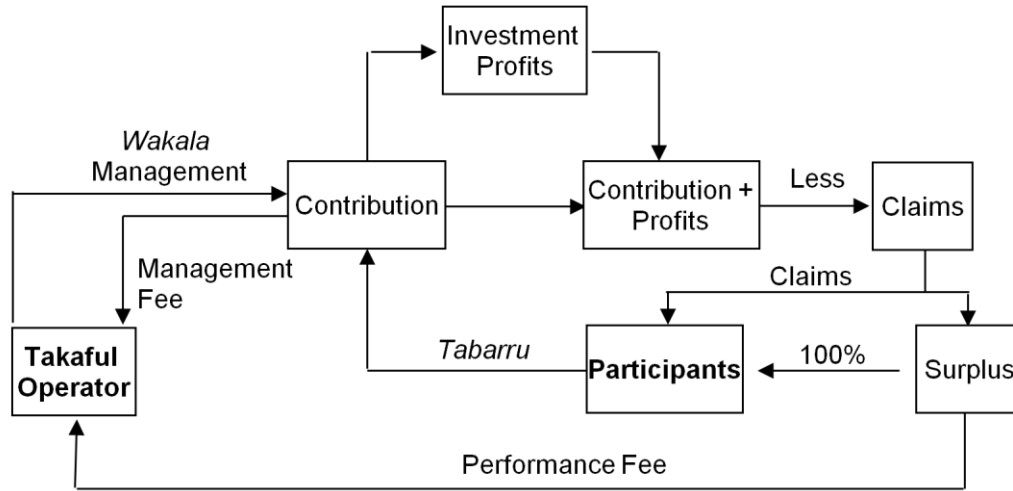 Investment
Profits
Wakala
Management
Contribution
Contribution +
Profits
Less
Claims
Management
Fee
Claims
Takaful
Operator
Tabarru
Participants
100%
Surplus
Performance Fee